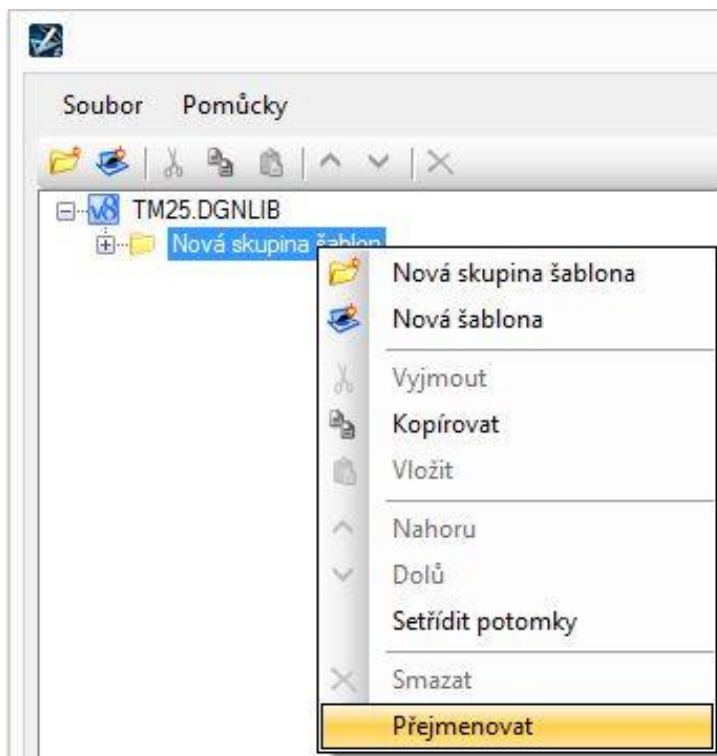 Soubor Pomůcky
v8 TM25.DGNLIB
Nová skupina šablon
Nová skupina šablona
Nová šablona
Vyjmout
Kopírovat
Vložit
Nahoru
Dolů
Setřídit potomky
Smazat
Přejmenovat